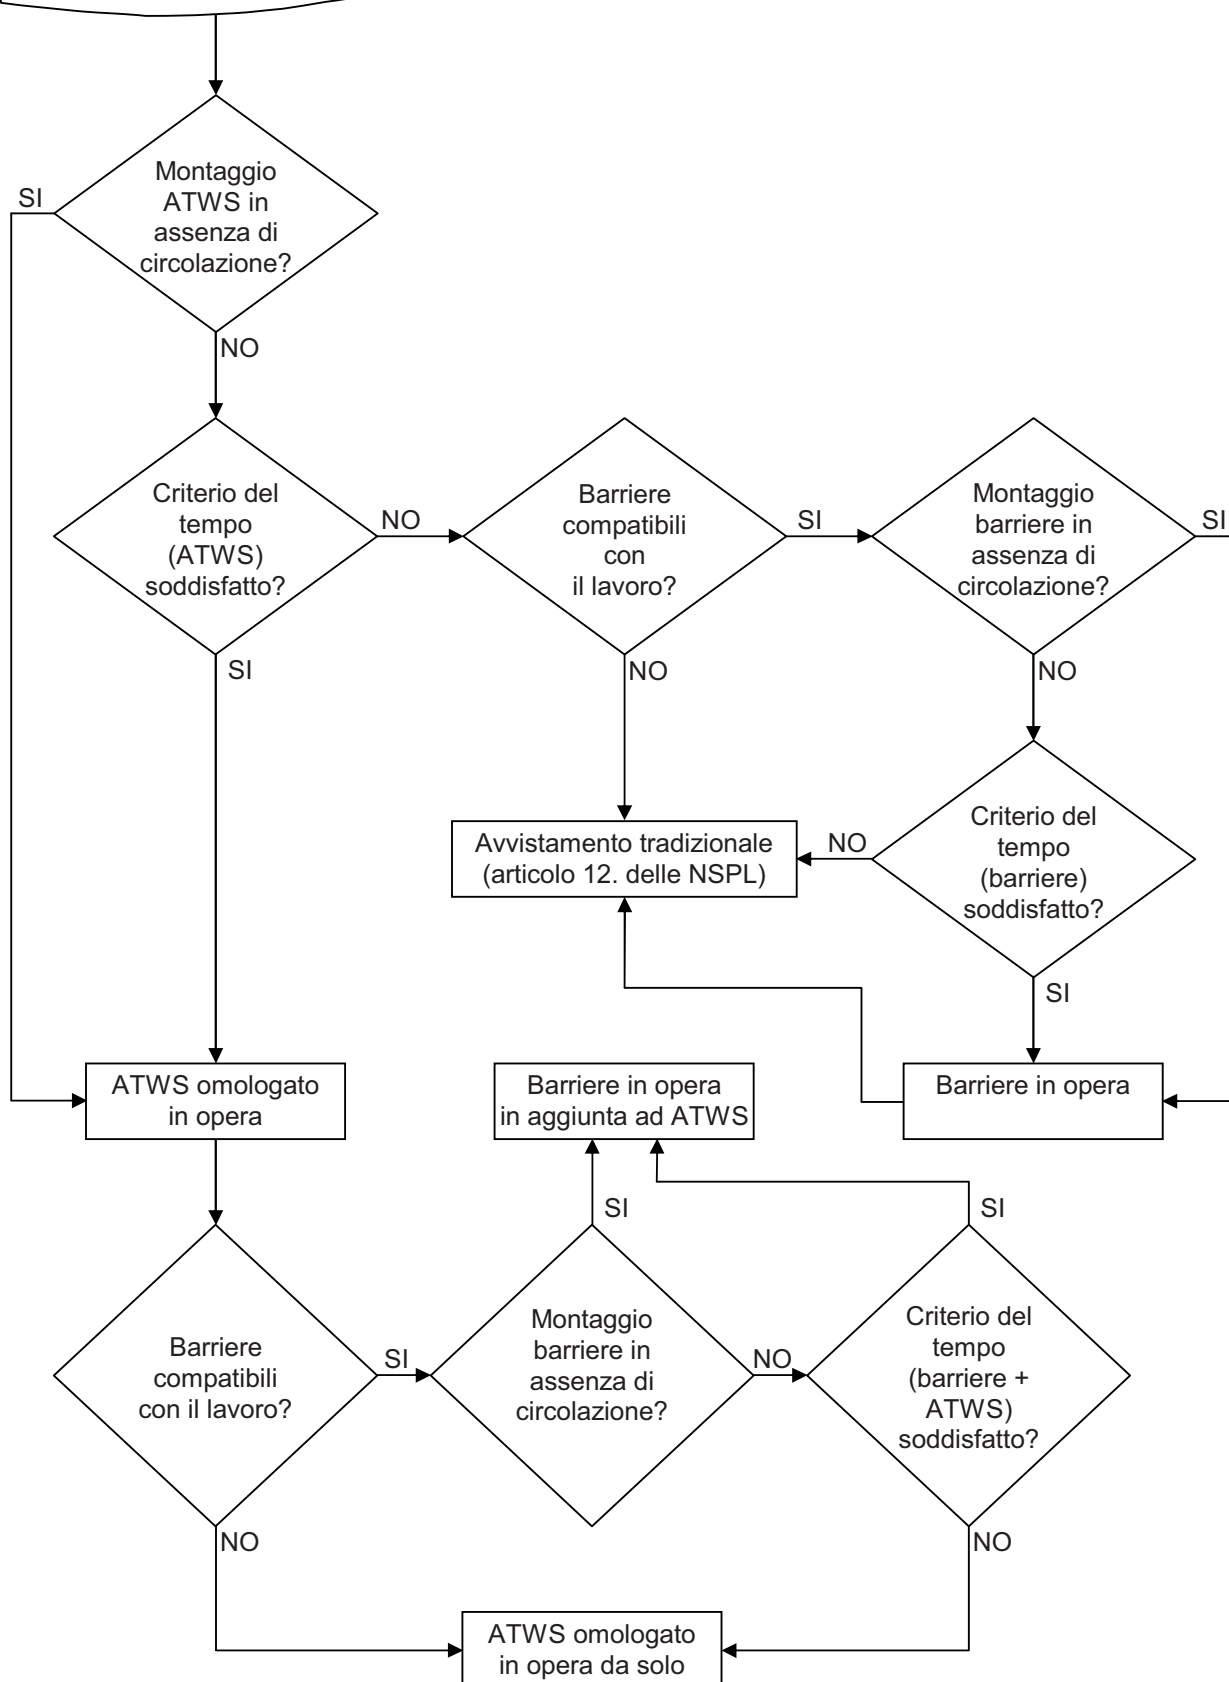 Montaggio
ATWS in
assenza di
circolazione?
SI
NO
Criterio del
tempo
(ATWS)
soddisfatto?
NO
SI
Barriere
compatibili
con
il lavoro?
SI
NO
Montaggio
barriere in
assenza di
circolazione?
SI
NO
Criterio del
tempo
(barriere)
soddisfatto?
NO
SI
Avvistamento tradizionale
(articolo 12. delle NSPL)
ATWS omologato
in opera
Barriere in opera
in aggiunta ad ATWS
Barriere in opera
Barriere
compatibili
con il lavoro?
SI
NO
Montaggio
barriere in
assenza di
circolazione?
SI
NO
Criterio del
tempo
(barriere +
ATWS)
soddisfatto?
SI
NO
ATWS omologato
in opera da solo